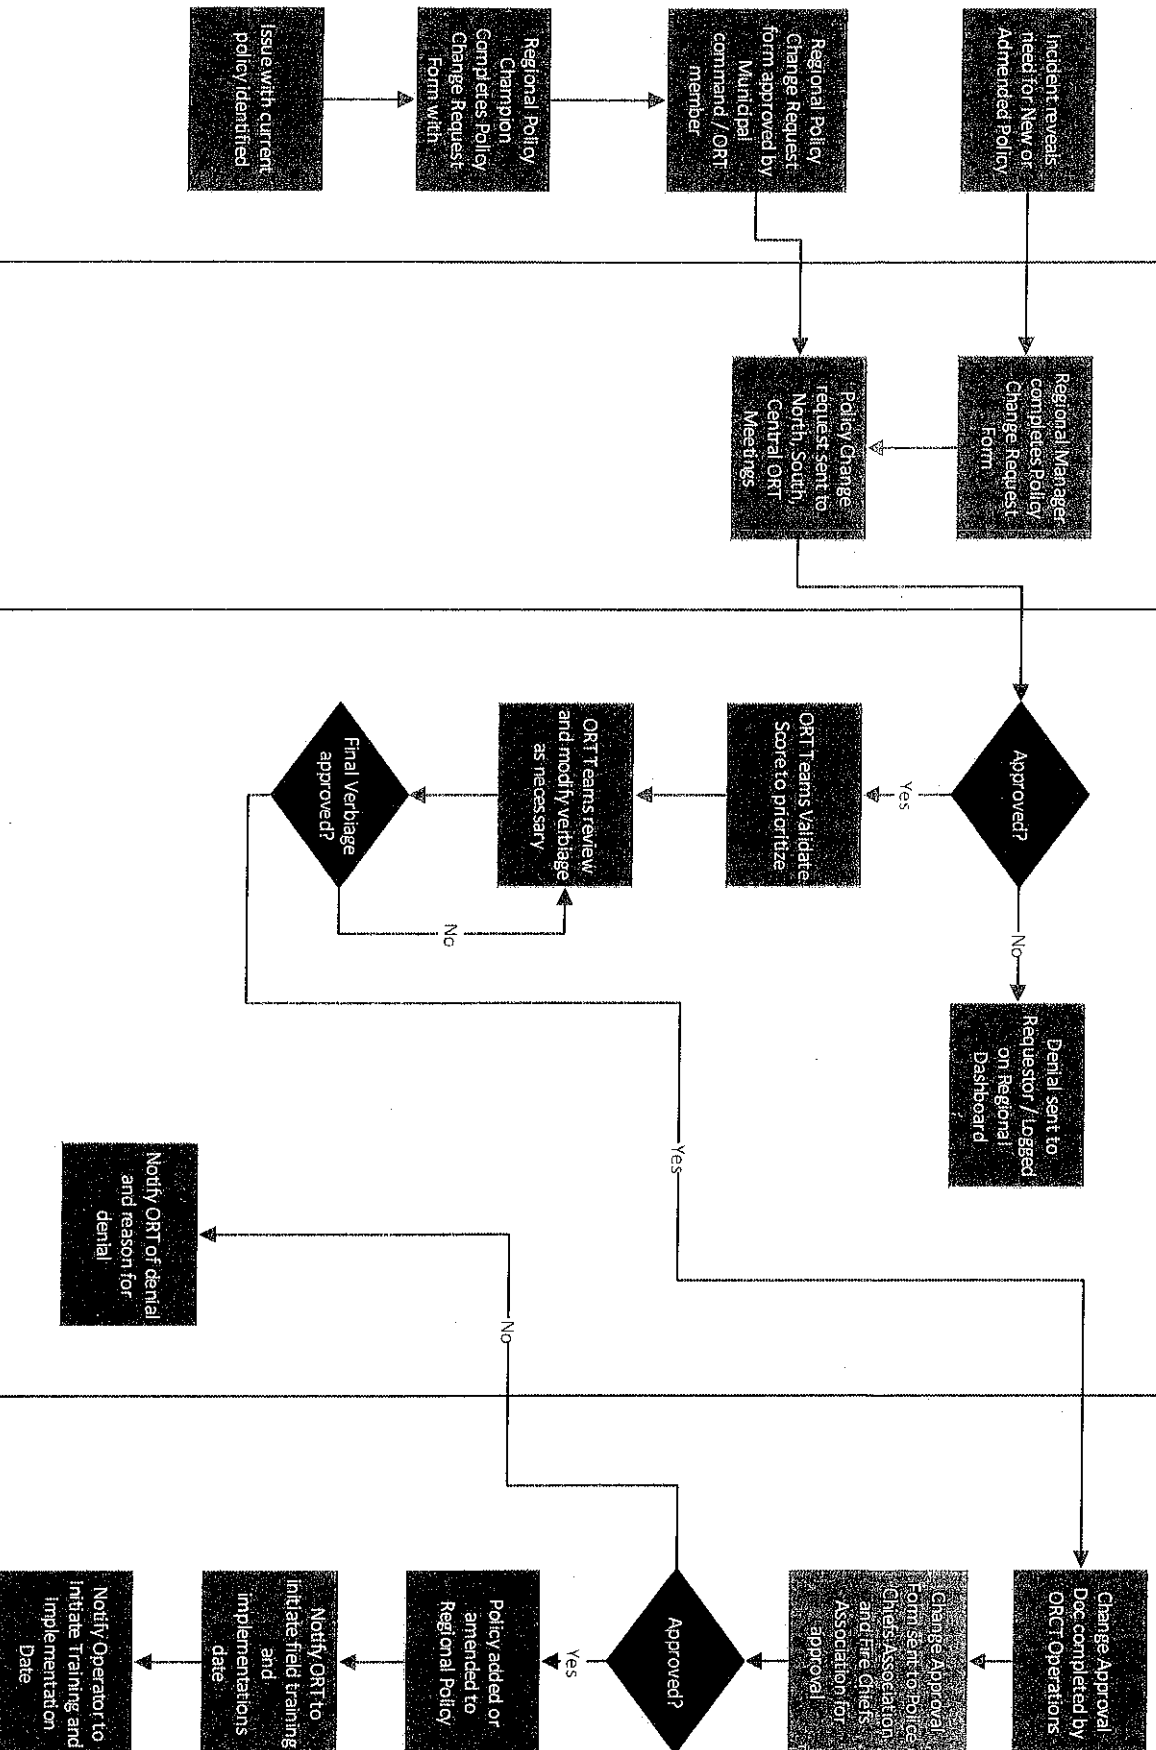 Incident reveals
need for New or
Admended Policy
Regional Policy
Change Request
form approved by
Municipal
command / ORT
member
Regional Policy
Champion
Completes Policy
Change Request
Form with
Issue with current
policy identified
Regional Manager
completes Policy
Change Request
Form
Policy Change
request sent to
North, South,
Central ORT
Meetings
Approved?
No
Denial sent to
Requestor / Logged
on Regional
Dashboard
Yes
ORT Teams Validate
Score to prioritize
ORT Teams review
and modify verbiage
as necessary
Final Verbiage
approved?
No
Yes
Notify ORT of denial
and reason for
denial
No
Change Approval
Doc completed by
ORCT Operations
Change Approval
Form sent to Police
Chiefs Association
and Fire Chiefs
Association for
approval
Approved?
Yes
Policy added or
amended to
Regional Policy
Notify ORT to
initiate field training
and
implementations
date
Notify Operator to
initiate Training and
Implementation
Date